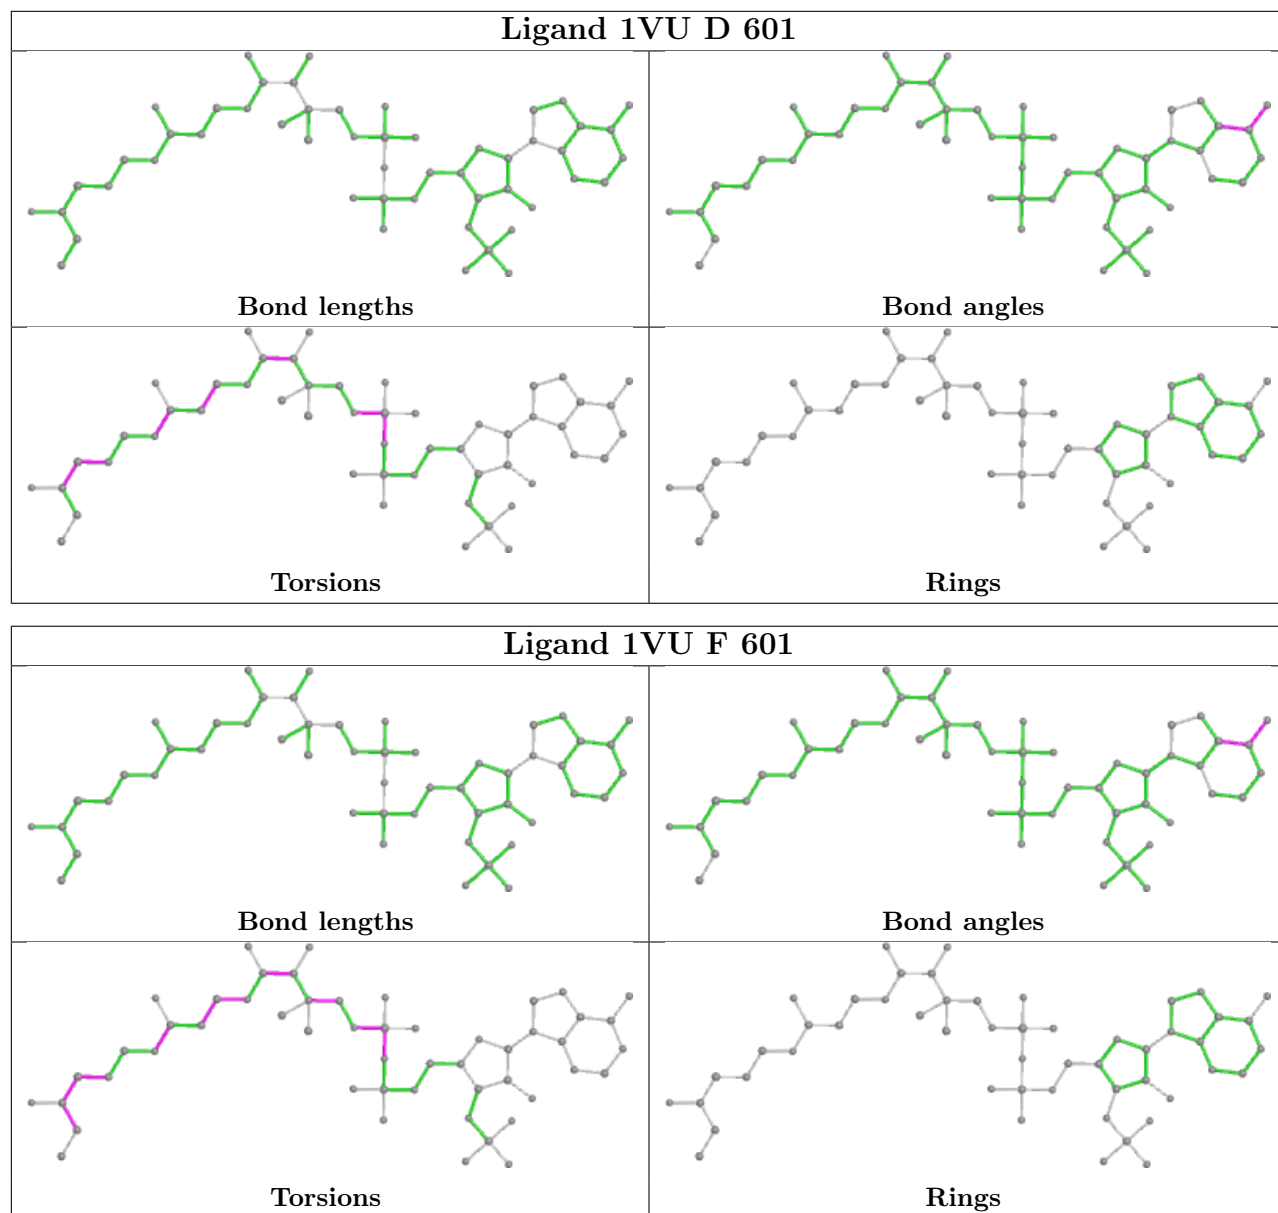 Ligand 1VU D 601
Bond lengths
Bond angles
Torsions
Rings
Ligand 1VU F 601
Bond lengths
Bond angles
Torsions
Rings